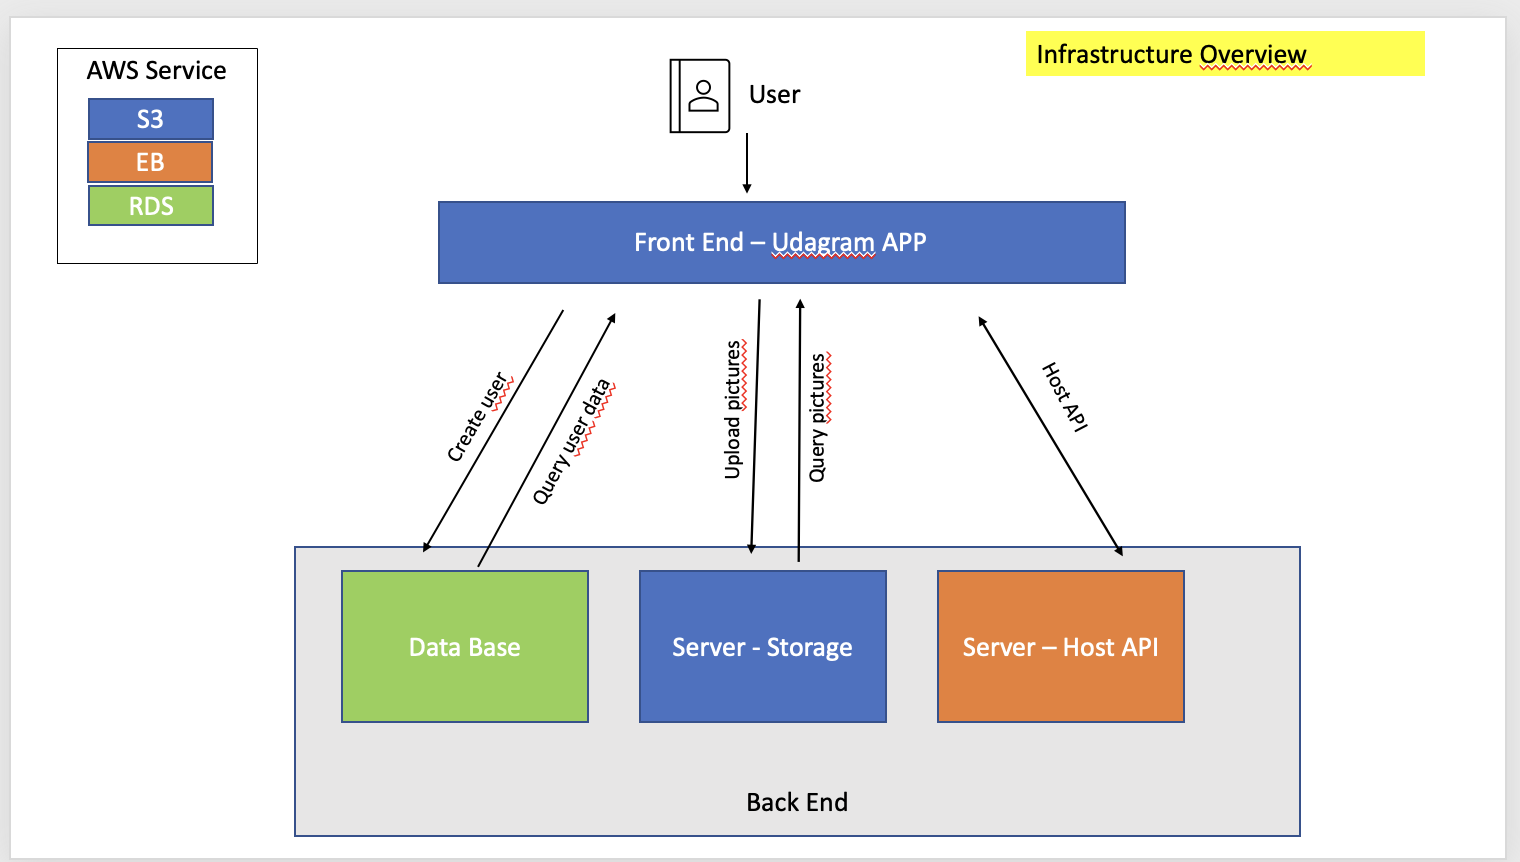 AWS Service
S3
EB
RDS
User
Infrastructure Overview
Front End – Udagram APP
Create user
Query user data
Upload pictures
Query pictures
Host API
Data Base
Server - Storage
Server – Host API
Back End